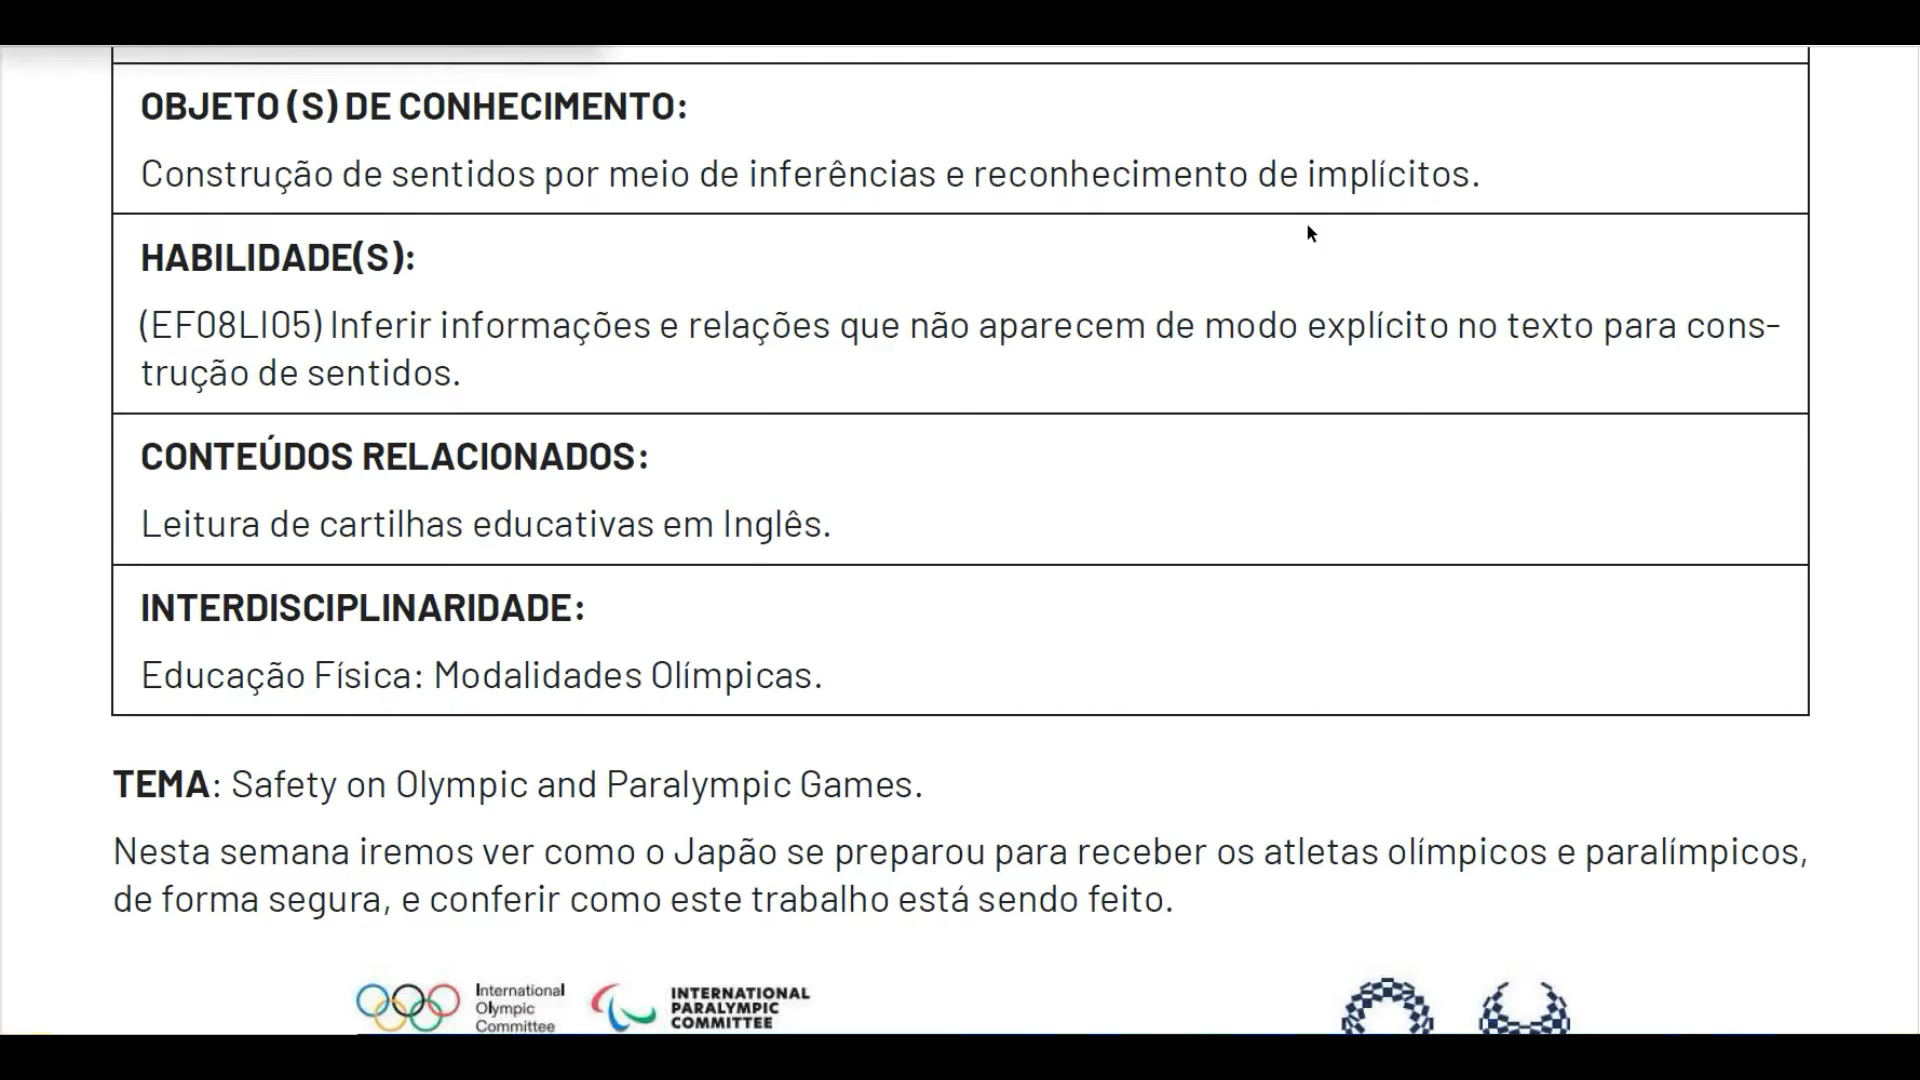 OBJETO (S) DE CONHECIMENTO:
Construção de sentidos por meio de inferências e reconhecimento de implícitos.
HABILIDADE(S):
(EF08LI05) Inferir informações e relações que não aparecem de modo explícito no texto para cons-
trução de sentidos.
CONTEÚDOS RELACIONADOS:
Leitura de cartilhas educativas em Inglês.
INTERDISCIPLINARIDADE:
Educação Física: Modalidades Olímpicas.
TEMA: Safety on Olympic and Paralympic Games.
Nesta semana iremos ver como o Japão se preparou para receber os atletas olímpicos e paralímpicos,
de forma segura, e conferir como este trabalho está sendo feito.
International
Olympic
Committee
INTERNATIONAL
PARALYMPIC
COMMITTEE